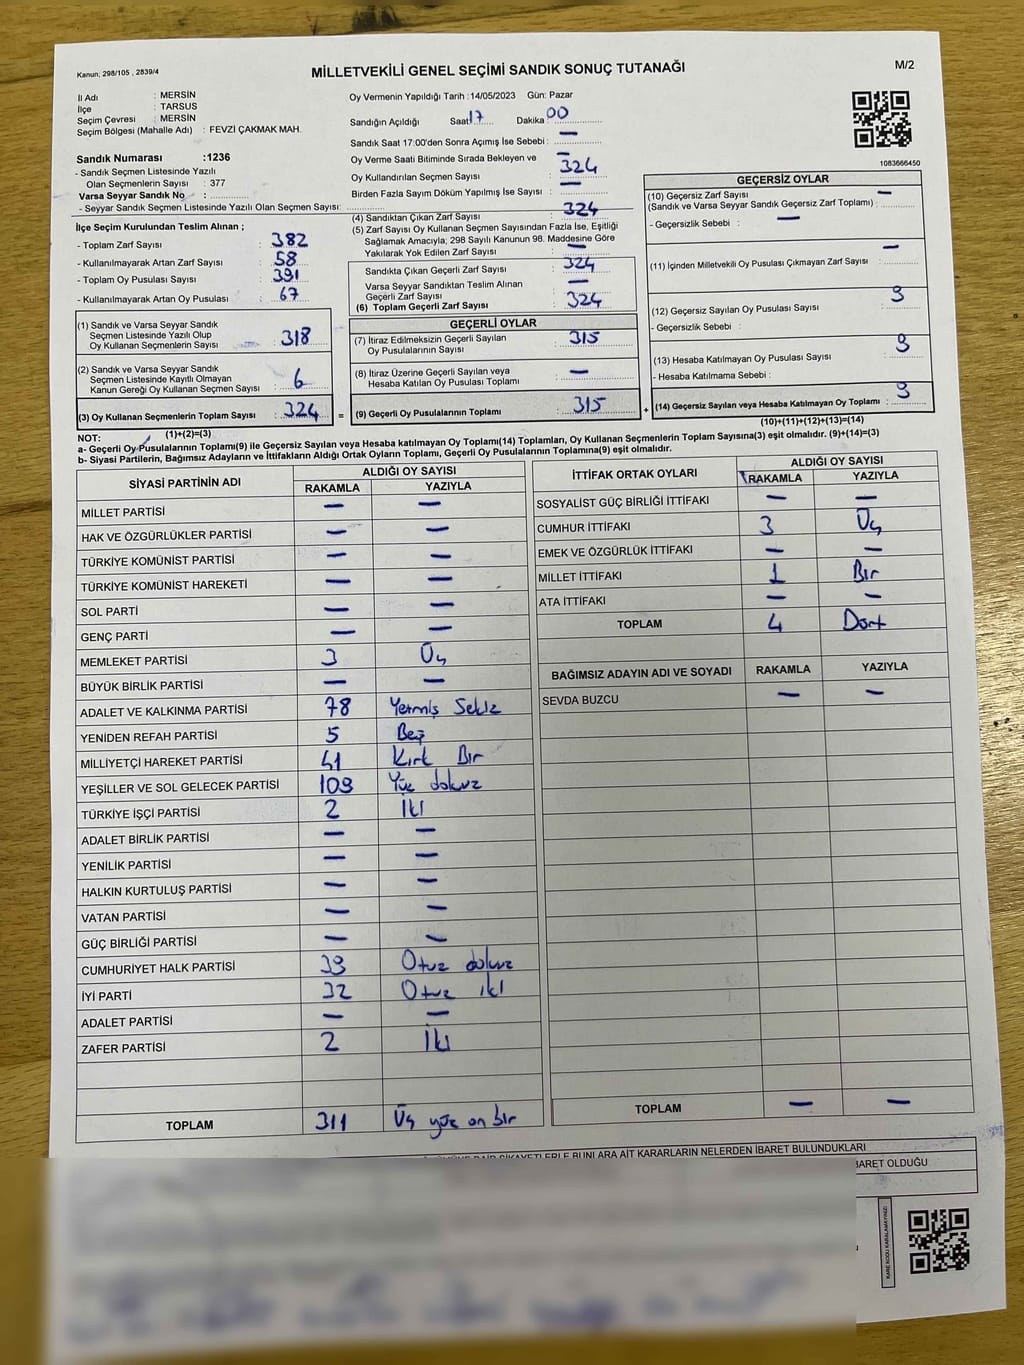 Kanun; 298/105 , 2839/4
MİLLETVEKİLİ GENEL SEÇİMİ SANDIK SONUÇ TUTANAĞI
M/2
İl Adı : MERSİN
İlçe : TARSUS
Seçim Çevresi : MERSİN
Seçim Bölgesi (Mahalle Adı) : FEVZİ ÇAKMAK MAH.
Sandık Numarası :1236
- Sandık Seçmen Listesinde Yazılı
Olan Seçmenlerin Sayısı : 377
Varsa Seyyar Sandık No :
- Seyyar Sandık Seçmen Listesinde Yazılı Olan Seçmen Sayısı:
Oy Vermenin Yapıldığı Tarih :14/05/2023 Gün: Pazar
Sandığın Açıldığı Saat 17 Dakika 00
Sandık Saat 17:00'den Sonra Açımış İse Sebebi : —
Oy Verme Saati Bitiminde Sırada Bekleyen ve —
Oy Kullandırılan Seçmen Sayısı : 324
Birden Fazla Sayım Döküm Yapılmış İse Sayısı : —
1083666450
İlçe Seçim Kurulundan Teslim Alınan ;
- Toplam Zarf Sayısı : 382
- Kullanılmayarak Artan Zarf Sayısı : 58
- Toplam Oy Pusulası Sayısı : 391
- Kullanılmayarak Artan Oy Pusulası : 67
(4) Sandıktan Çıkan Zarf Sayısı : 324
(5) Zarf Sayısı Oy Kullanan Seçmen Sayısından Fazla İse, Eşitliği
Sağlamak Amacıyla; 298 Sayılı Kanunun 98. Maddesine Göre
Yakılarak Yok Edilen Zarf Sayısı : —
Sandıkta Çıkan Geçerli Zarf Sayısı : 324
Varsa Seyyar Sandıktan Teslim Alınan
Geçerli Zarf Sayısı : —
(6) Toplam Geçerli Zarf Sayısı : 324
(1) Sandık ve Varsa Seyyar Sandık
Seçmen Listesinde Yazılı Olup
Oy Kullanan Seçmenlerin Sayısı : 318
(2) Sandık ve Varsa Seyyar Sandık
Seçmen Listesinde Kayıtlı Olmayan
Kanun Gereği Oy Kullanan Seçmen Sayısı : 6
(3) Oy Kullanan Seçmenlerin Toplam Sayısı : 324
(1)+(2)=(3)
=
GEÇERLİ OYLAR
(7) İtiraz Edilmeksizin Geçerli Sayılan
Oy Pusulalarının Sayısı : 315
(8) İtiraz Üzerine Geçerli Sayılan veya
Hesaba Katılan Oy Pusulası Toplamı : —
(9) Geçerli Oy Pusulalarının Toplamı : 315
+
GEÇERSİZ OYLAR
(10) Geçersiz Zarf Sayısı —
(Sandık ve Varsa Seyyar Sandık Geçersiz Zarf Toplamı) :
- Geçersizlik Sebebi : —
(11) İçinden Milletvekili Oy Pusulası Çıkmayan Zarf Sayısı : —
(12) Geçersiz Sayılan Oy Pusulası Sayısı : 9
- Geçersizlik Sebebi :
(13) Hesaba Katılmayan Oy Pusulası Sayısı : 9
- Hesaba Katılmama Sebebi :
(14) Geçersiz Sayılan veya Hesaba Katılmayan Oy Toplamı : 9
(10)+(11)+(12)+(13)=(14)
NOT:
a- Geçerli Oy Pusulalarının Toplamı(9) ile Geçersiz Sayılan veya Hesaba katılmayan Oy Toplamı(14) Toplamları, Oy Kullanan Seçmenlerin Toplam Sayısına(3) eşit olmalıdır. (9)+(14)=(3)
b- Siyasi Partilerin, Bağımsız Adayların ve İttifakların Aldığı Ortak Oyların Toplamı, Geçerli Oy Pusulalarının Toplamına(9) eşit olmalıdır.
SİYASİ PARTİNİN ADI ALDIĞI OY SAYISI
RAKAMLA YAZIYLA
MİLLET PARTİSİ — —
HAK VE ÖZGÜRLÜKLER PARTİSİ — —
TÜRKİYE KOMÜNİST PARTİSİ — —
TÜRKİYE KOMÜNİST HAREKETİ — —
SOL PARTİ — —
GENÇ PARTİ — —
MEMLEKET PARTİSİ 3 Üç
BÜYÜK BİRLİK PARTİSİ — —
ADALET VE KALKINMA PARTİSİ 78 Yetmiş Sekiz
YENİDEN REFAH PARTİSİ 5 Beş
MİLLİYETÇİ HAREKET PARTİSİ 41 Kırk Bir
YEŞİLLER VE SOL GELECEK PARTİSİ 109 Yüz dokuz
TÜRKİYE İŞÇİ PARTİSİ 2 İki
ADALET BİRLİK PARTİSİ — —
YENİLİK PARTİSİ — —
HALKIN KURTULUŞ PARTİSİ — —
VATAN PARTİSİ — —
GÜÇ BİRLİĞİ PARTİSİ — —
CUMHURİYET HALK PARTİSİ 39 Otuz dokuz
İYİ PARTİ 32 Otuz iki
ADALET PARTİSİ — —
ZAFER PARTİSİ 2 İki
TOPLAM 311 Üç yüz on bir
İTTİFAK ORTAK OYLARI ALDIĞI OY SAYISI
RAKAMLA YAZIYLA
SOSYALİST GÜÇ BİRLİĞİ İTTİFAKI — —
CUMHUR İTTİFAKI 3 Üç
EMEK VE ÖZGÜRLÜK İTTİFAKI — —
MİLLET İTTİFAKI 1 Bir
ATA İTTİFAKI — —
TOPLAM 4 Dört
BAĞIMSIZ ADAYIN ADI VE SOYADI RAKAMLA YAZIYLA
SEVDA BUZCU — —
TOPLAM — —
ŞİKAYETLERLE BUNLARA AİT KARARLARIN NELERDEN İBARET BULUNDUKLARI
İBARET OLDUĞU
KARE KODU KARALAMAYINIZ!